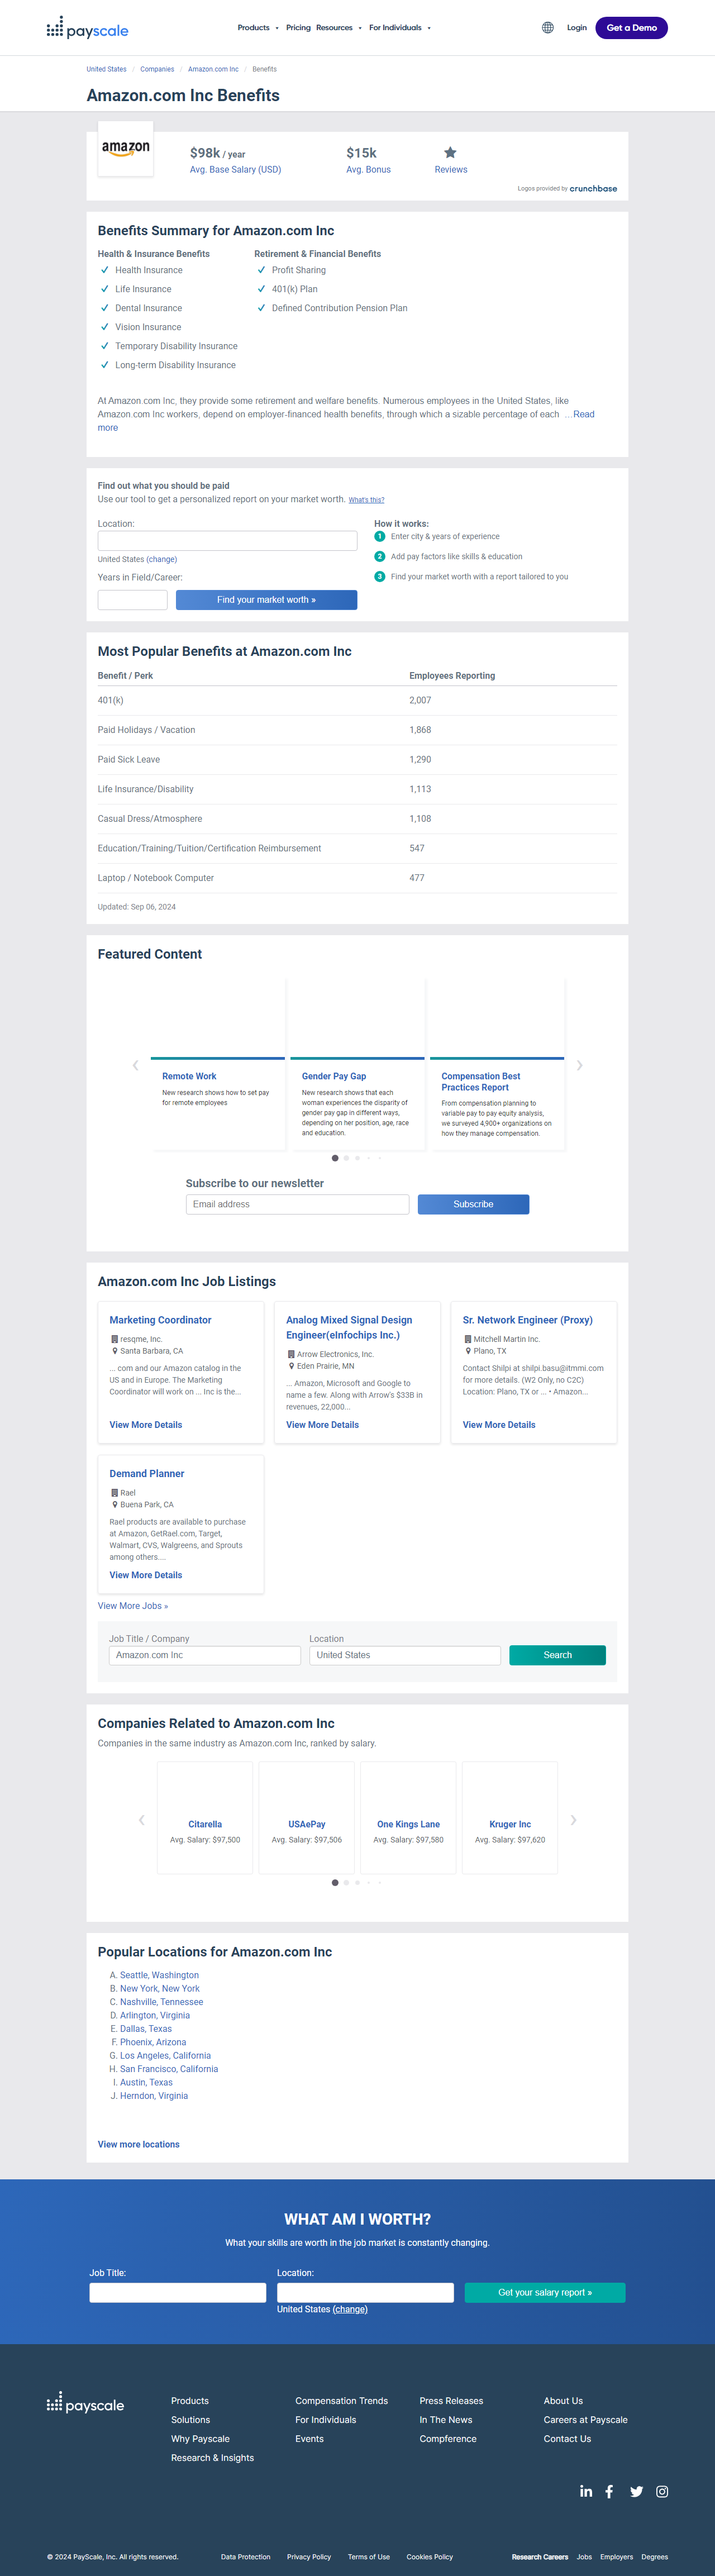 payscale
Products Pricing Resources For Individuals
Login
Get a Demo
United States / Companies / Amazon.com Inc / Benefits
Amazon.com Inc Benefits
amazon
$98k / year
Avg. Base Salary (USD)
$15k
Avg. Bonus
Reviews
Logos provided by crunchbase
Benefits Summary for Amazon.com Inc
Health & Insurance Benefits
Health Insurance
Life Insurance
Dental Insurance
Vision Insurance
Temporary Disability Insurance
Long-term Disability Insurance
Retirement & Financial Benefits
Profit Sharing
401(k) Plan
Defined Contribution Pension Plan
At Amazon.com Inc, they provide some retirement and welfare benefits. Numerous employees in the United States, like
Amazon.com Inc workers, depend on employer-financed health benefits, through which a sizable percentage of each ...Read
more
Find out what you should be paid
Use our tool to get a personalized report on your market worth. What's this?
Location:
United States (change)
Years in Field/Career:
Find your market worth »
How it works:
1 Enter city & years of experience
2 Add pay factors like skills & education
3 Find your market worth with a report tailored to you
Most Popular Benefits at Amazon.com Inc
Benefit / Perk Employees Reporting
401(k) 2,007
Paid Holidays / Vacation 1,868
Paid Sick Leave 1,290
Life Insurance/Disability 1,113
Casual Dress/Atmosphere 1,108
Education/Training/Tuition/Certification Reimbursement 547
Laptop / Notebook Computer 477
Updated: Sep 06, 2024
Featured Content
Remote Work
New research shows how to set pay
for remote employees
Gender Pay Gap
New research shows that each
woman experiences the disparity of
gender pay gap in different ways,
depending on her position, age, race
and education.
Compensation Best
Practices Report
From compensation planning to
variable pay to pay equity analysis,
we surveyed 4,900+ organizations on
how they manage compensation.
Subscribe to our newsletter
Email address
Subscribe
Amazon.com Inc Job Listings
Marketing Coordinator
resqme, Inc.
Santa Barbara, CA
... com and our Amazon catalog in the
US and in Europe. The Marketing
Coordinator will work on ... Inc is the...
View More Details
Analog Mixed Signal Design
Engineer(eInfochips Inc.)
Arrow Electronics, Inc.
Eden Prairie, MN
... Amazon, Microsoft and Google to
name a few. Along with Arrow's $33B in
revenues, 22,000...
View More Details
Sr. Network Engineer (Proxy)
Mitchell Martin Inc.
Plano, TX
Contact Shilpi at shilpi.basu@itmmi.com
for more details. (W2 Only, no C2C)
Location: Plano, TX or ... • Amazon...
View More Details
Demand Planner
Rael
Buena Park, CA
Rael products are available to purchase
at Amazon, GetRael.com, Target,
Walmart, CVS, Walgreens, and Sprouts
among others....
View More Details
View More Jobs »
Job Title / Company
Amazon.com Inc
Location
United States
Search
Companies Related to Amazon.com Inc
Companies in the same industry as Amazon.com Inc, ranked by salary.
Citarella
Avg. Salary: $97,500
USAePay
Avg. Salary: $97,506
One Kings Lane
Avg. Salary: $97,580
Kruger Inc
Avg. Salary: $97,620
Popular Locations for Amazon.com Inc
A. Seattle, Washington
B. New York, New York
C. Nashville, Tennessee
D. Arlington, Virginia
E. Dallas, Texas
F. Phoenix, Arizona
G. Los Angeles, California
H. San Francisco, California
I. Austin, Texas
J. Herndon, Virginia
View more locations
WHAT AM I WORTH?
What your skills are worth in the job market is constantly changing.
Job Title:
Location:
United States (change)
Get your salary report »
payscale
Products
Solutions
Why Payscale
Research & Insights
Compensation Trends
For Individuals
Events
Press Releases
In The News
Compference
About Us
Careers at Payscale
Contact Us
© 2024 PayScale, Inc. All rights reserved. Data Protection Privacy Policy Terms of Use Cookies Policy Research Careers Jobs Employers Degrees